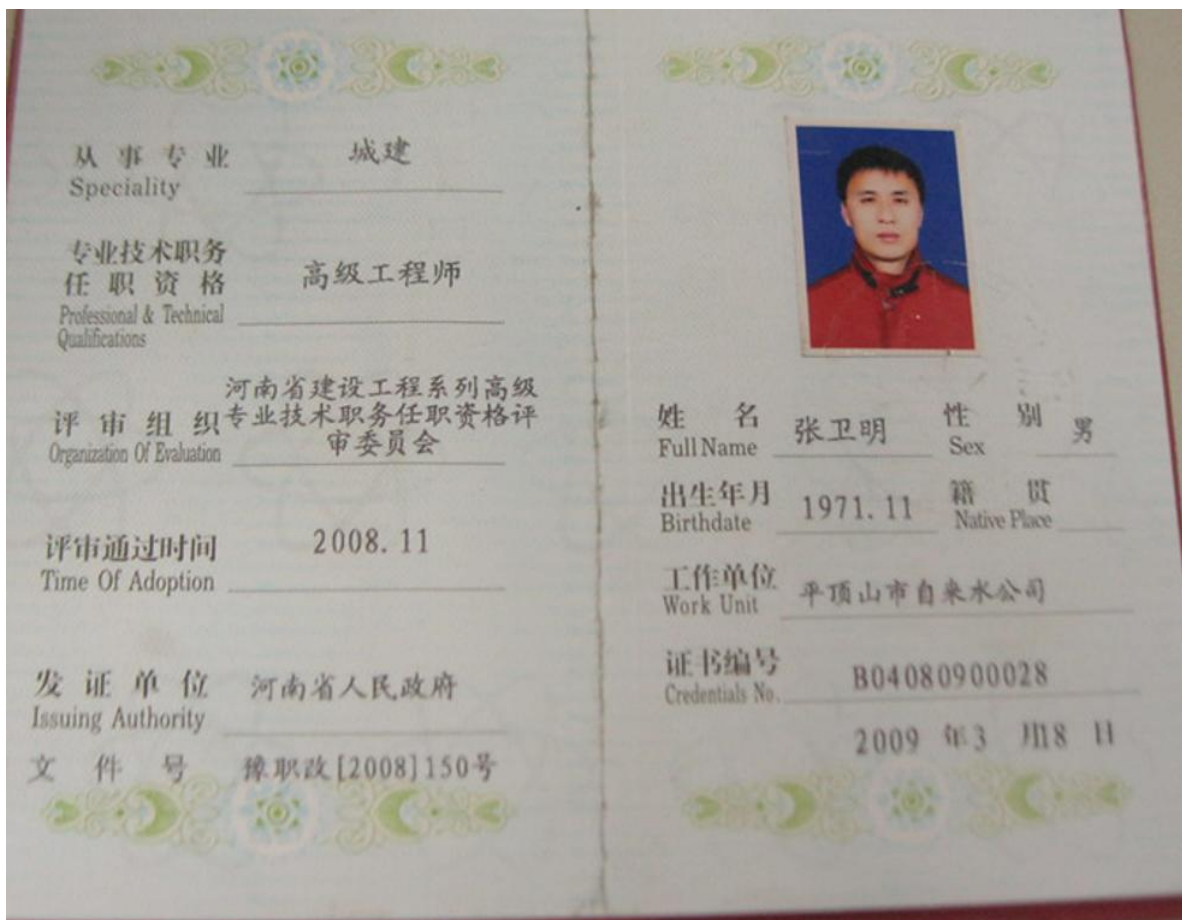 从事专业 城建
Speciality
专业技术职务
任职资格 高级工程师
Professional & Technical
Qualifications
河南省建设工程系列高级
评审组织 专业技术职务任职资格评
Organization Of Evaluation 审委员会
评审通过时间 2008.11
Time Of Adoption
发证单位 河南省人民政府
Issuing Authority
文件号 豫职改[2008]150号
姓名 张卫明 性别 男
Full Name Sex
出生年月 1971.11 籍贯
Birthdate Native Place
工作单位 平顶山市自来水公司
Work Unit
证书编号 B04080900028
Credentials No.
2009 年3 月18 日